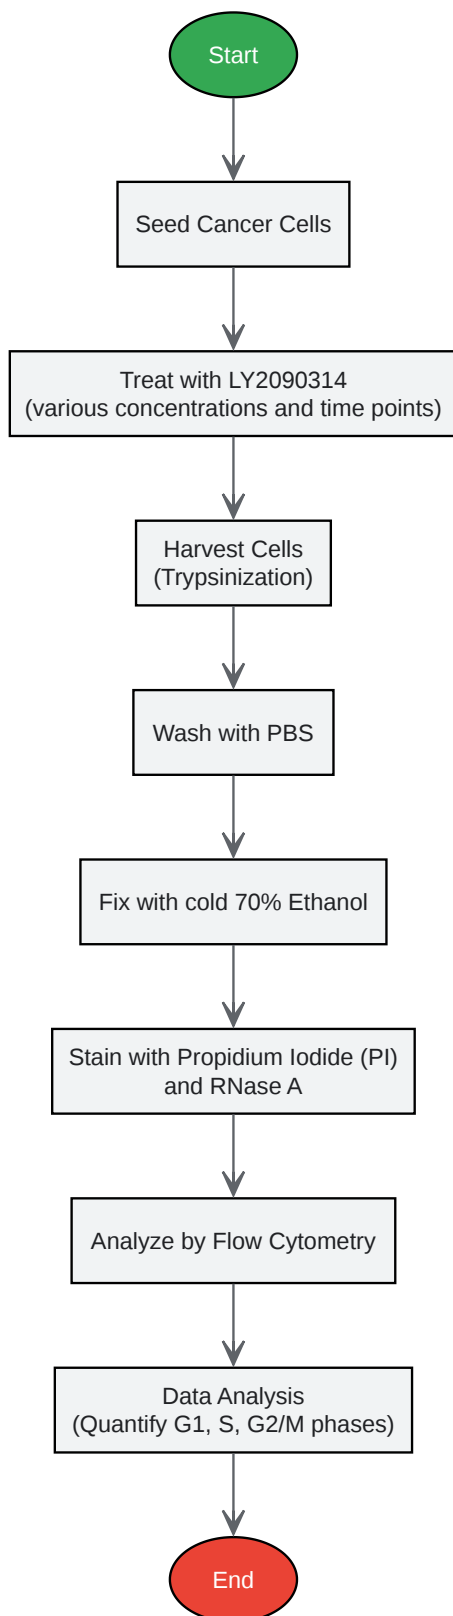 Start
Seed Cancer Cells
Treat with LY2090314
(various concentrations and time points)
Harvest Cells
(Trypsinization)
Wash with PBS
Fix with cold 70% Ethanol
Stain with Propidium Iodide (PI)
and RNase A
Analyze by Flow Cytometry
Data Analysis
(Quantify G1, S, G2/M phases)
End